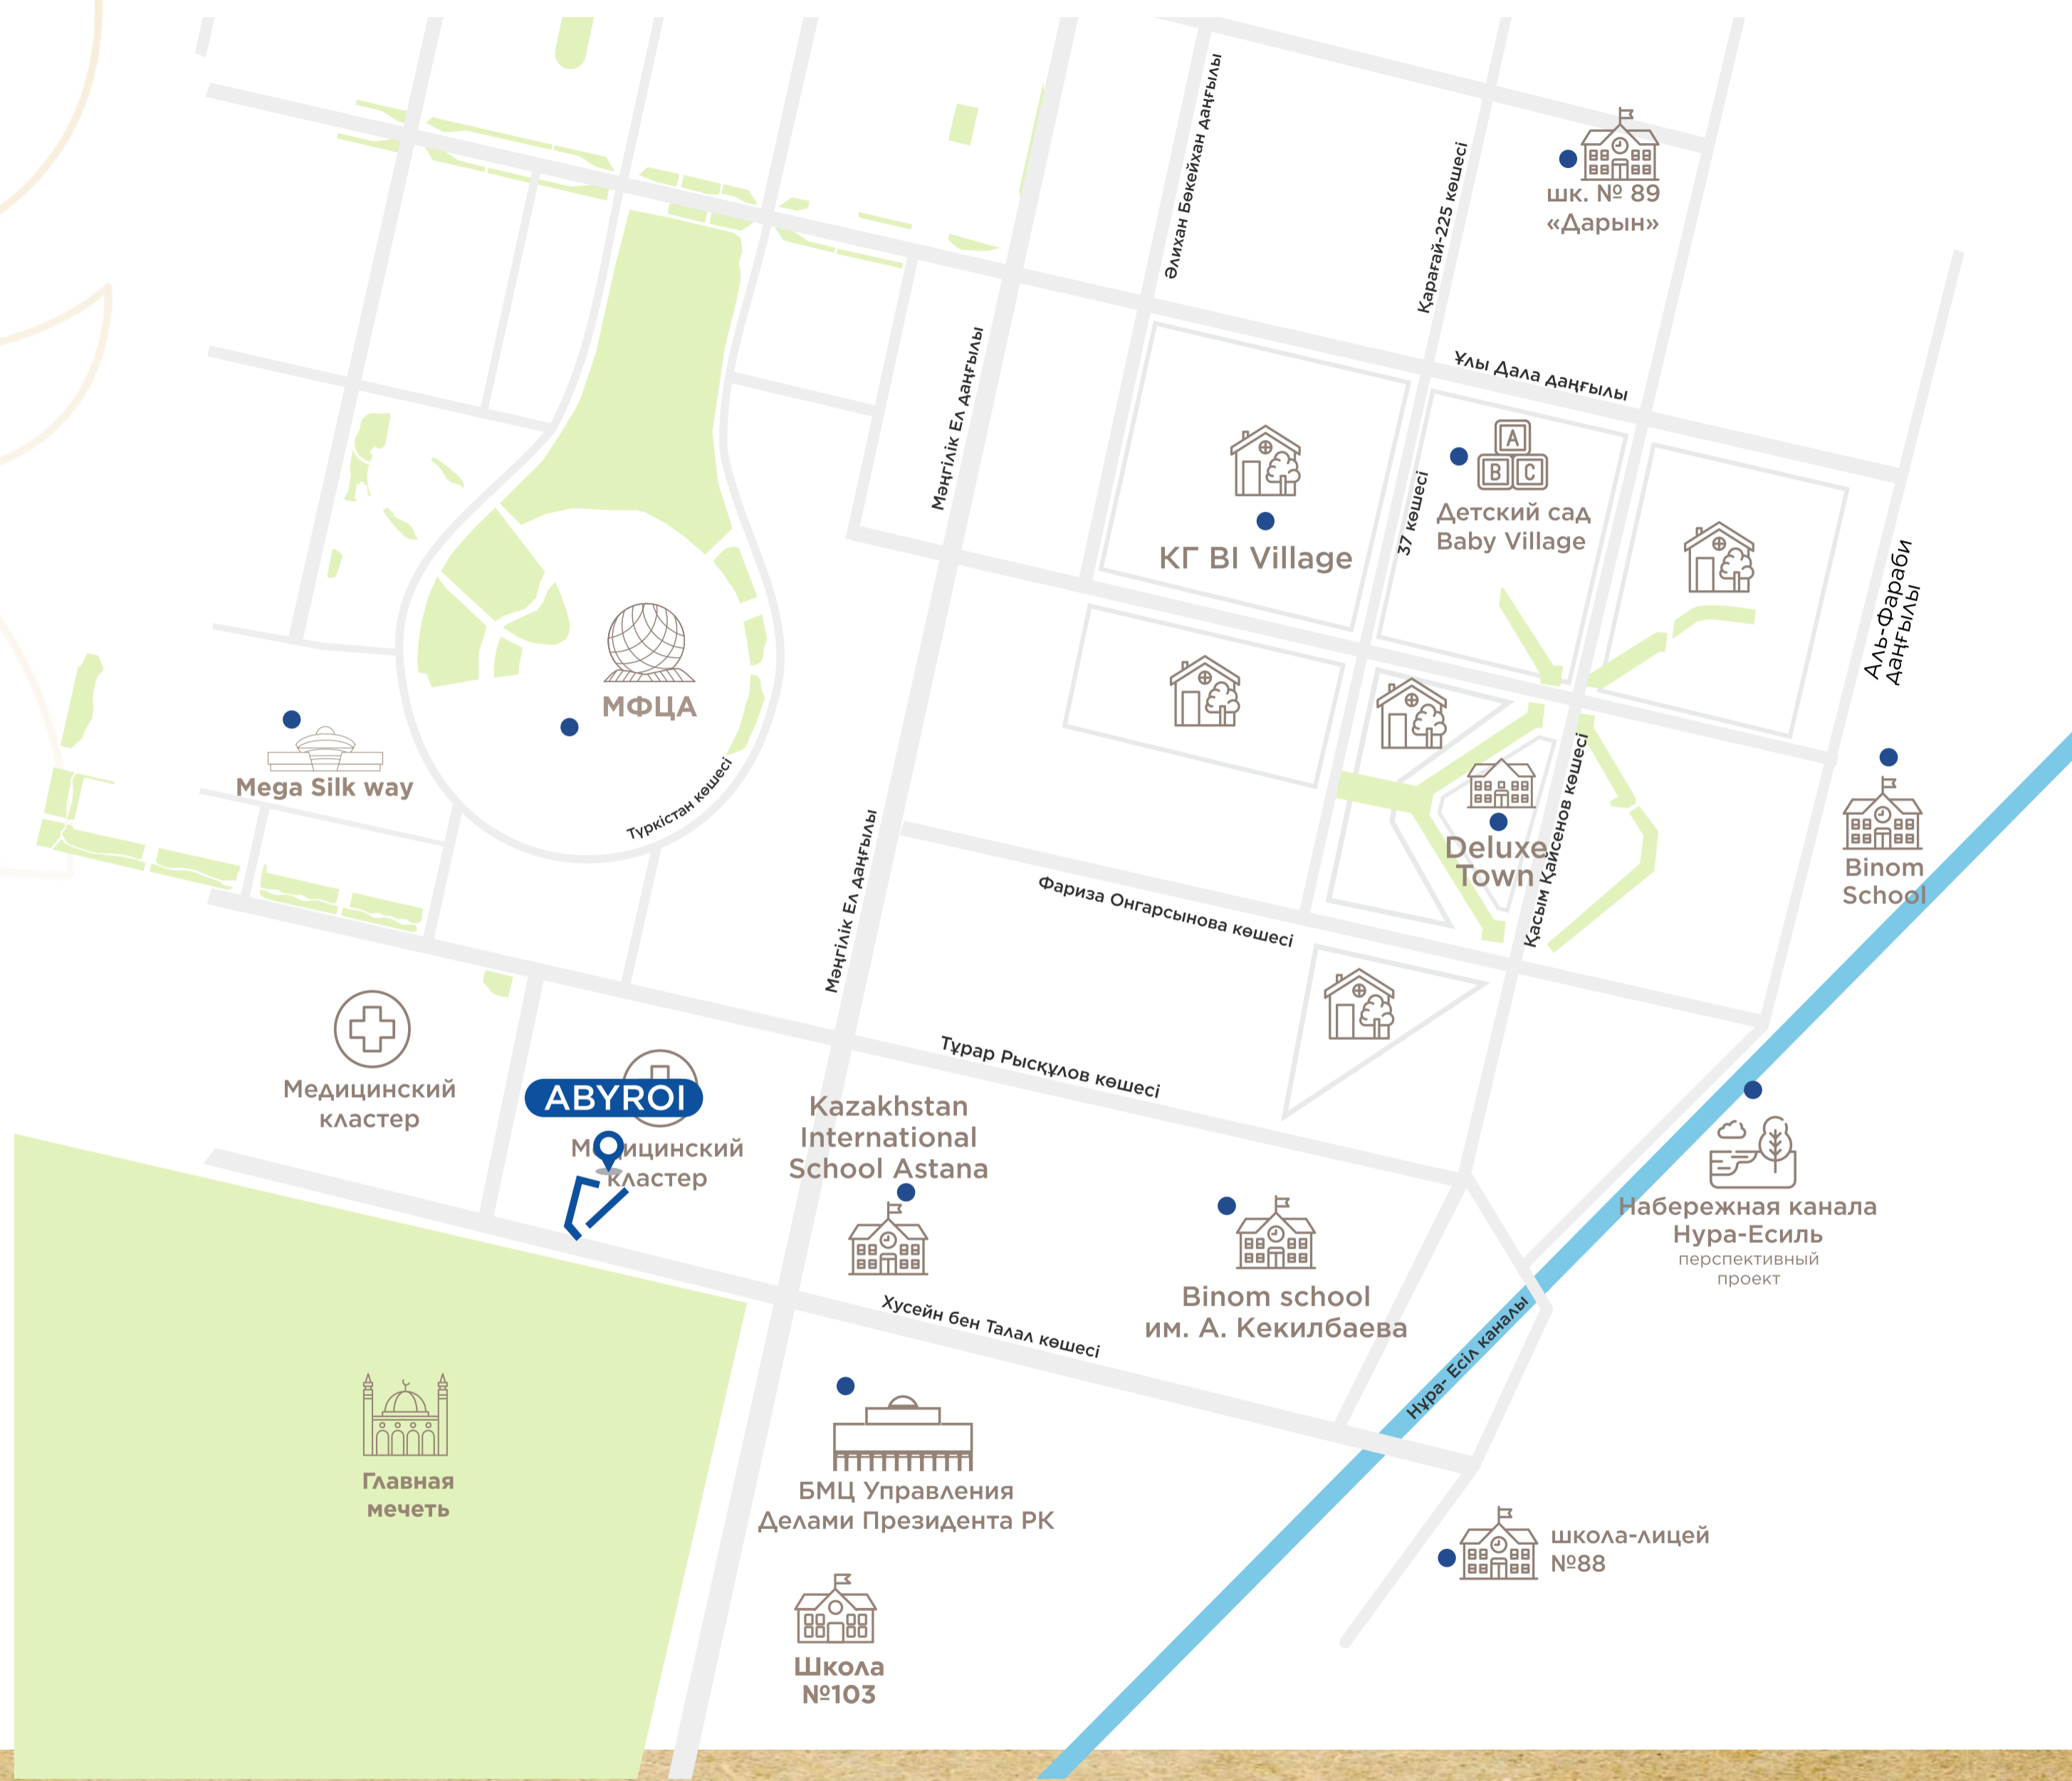 Әлихан Бөкейхан даңғылы
Қарағай-225 көшесі
шк. № 89
«Дарын»
Мәңгілік Ел даңғылы
Ұлы Дала даңғылы
A
B C
Детский сад
Baby Village
37 көшесі
КГ BI Village
Аль-Фараби
даңғылы
МФЦА
Mega Silk way
Түркістан көшесі
Мәңгілік Ел даңғылы
Қасым Қайсенов көшесі
Deluxe
Town
Binom
School
Фариза Онгарсынова көшесі
Тұрар Рысқұлов көшесі
Медицинский
кластер
ABYROI
Медицинский
кластер
Kazakhstan
International
School Astana
Набережная канала
Нура-Есиль
перспективный
проект
Binom school
им. А. Кекилбаева
Хусейн бен Талал көшесі
Нұра- Есіл каналы
Главная
мечеть
БМЦ Управления
Делами Президента РК
школа-лицей
№88
Школа
№103